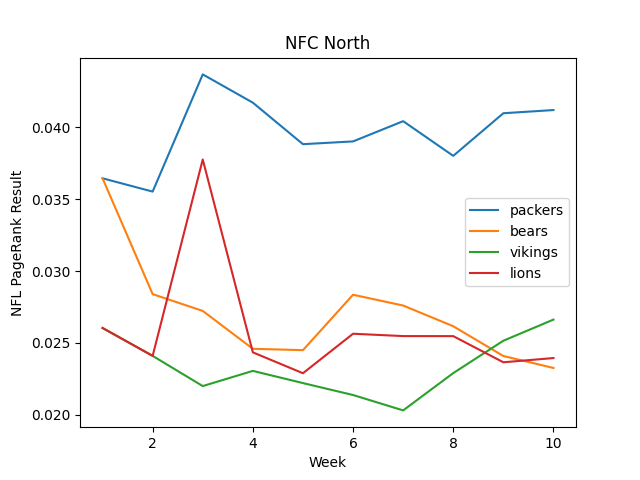 NFC North
NFL PageRank Result
0.040
0.035
0.030
0.025
0.020
packers
bears
vikings
lions
2 4 6 8 10
Week